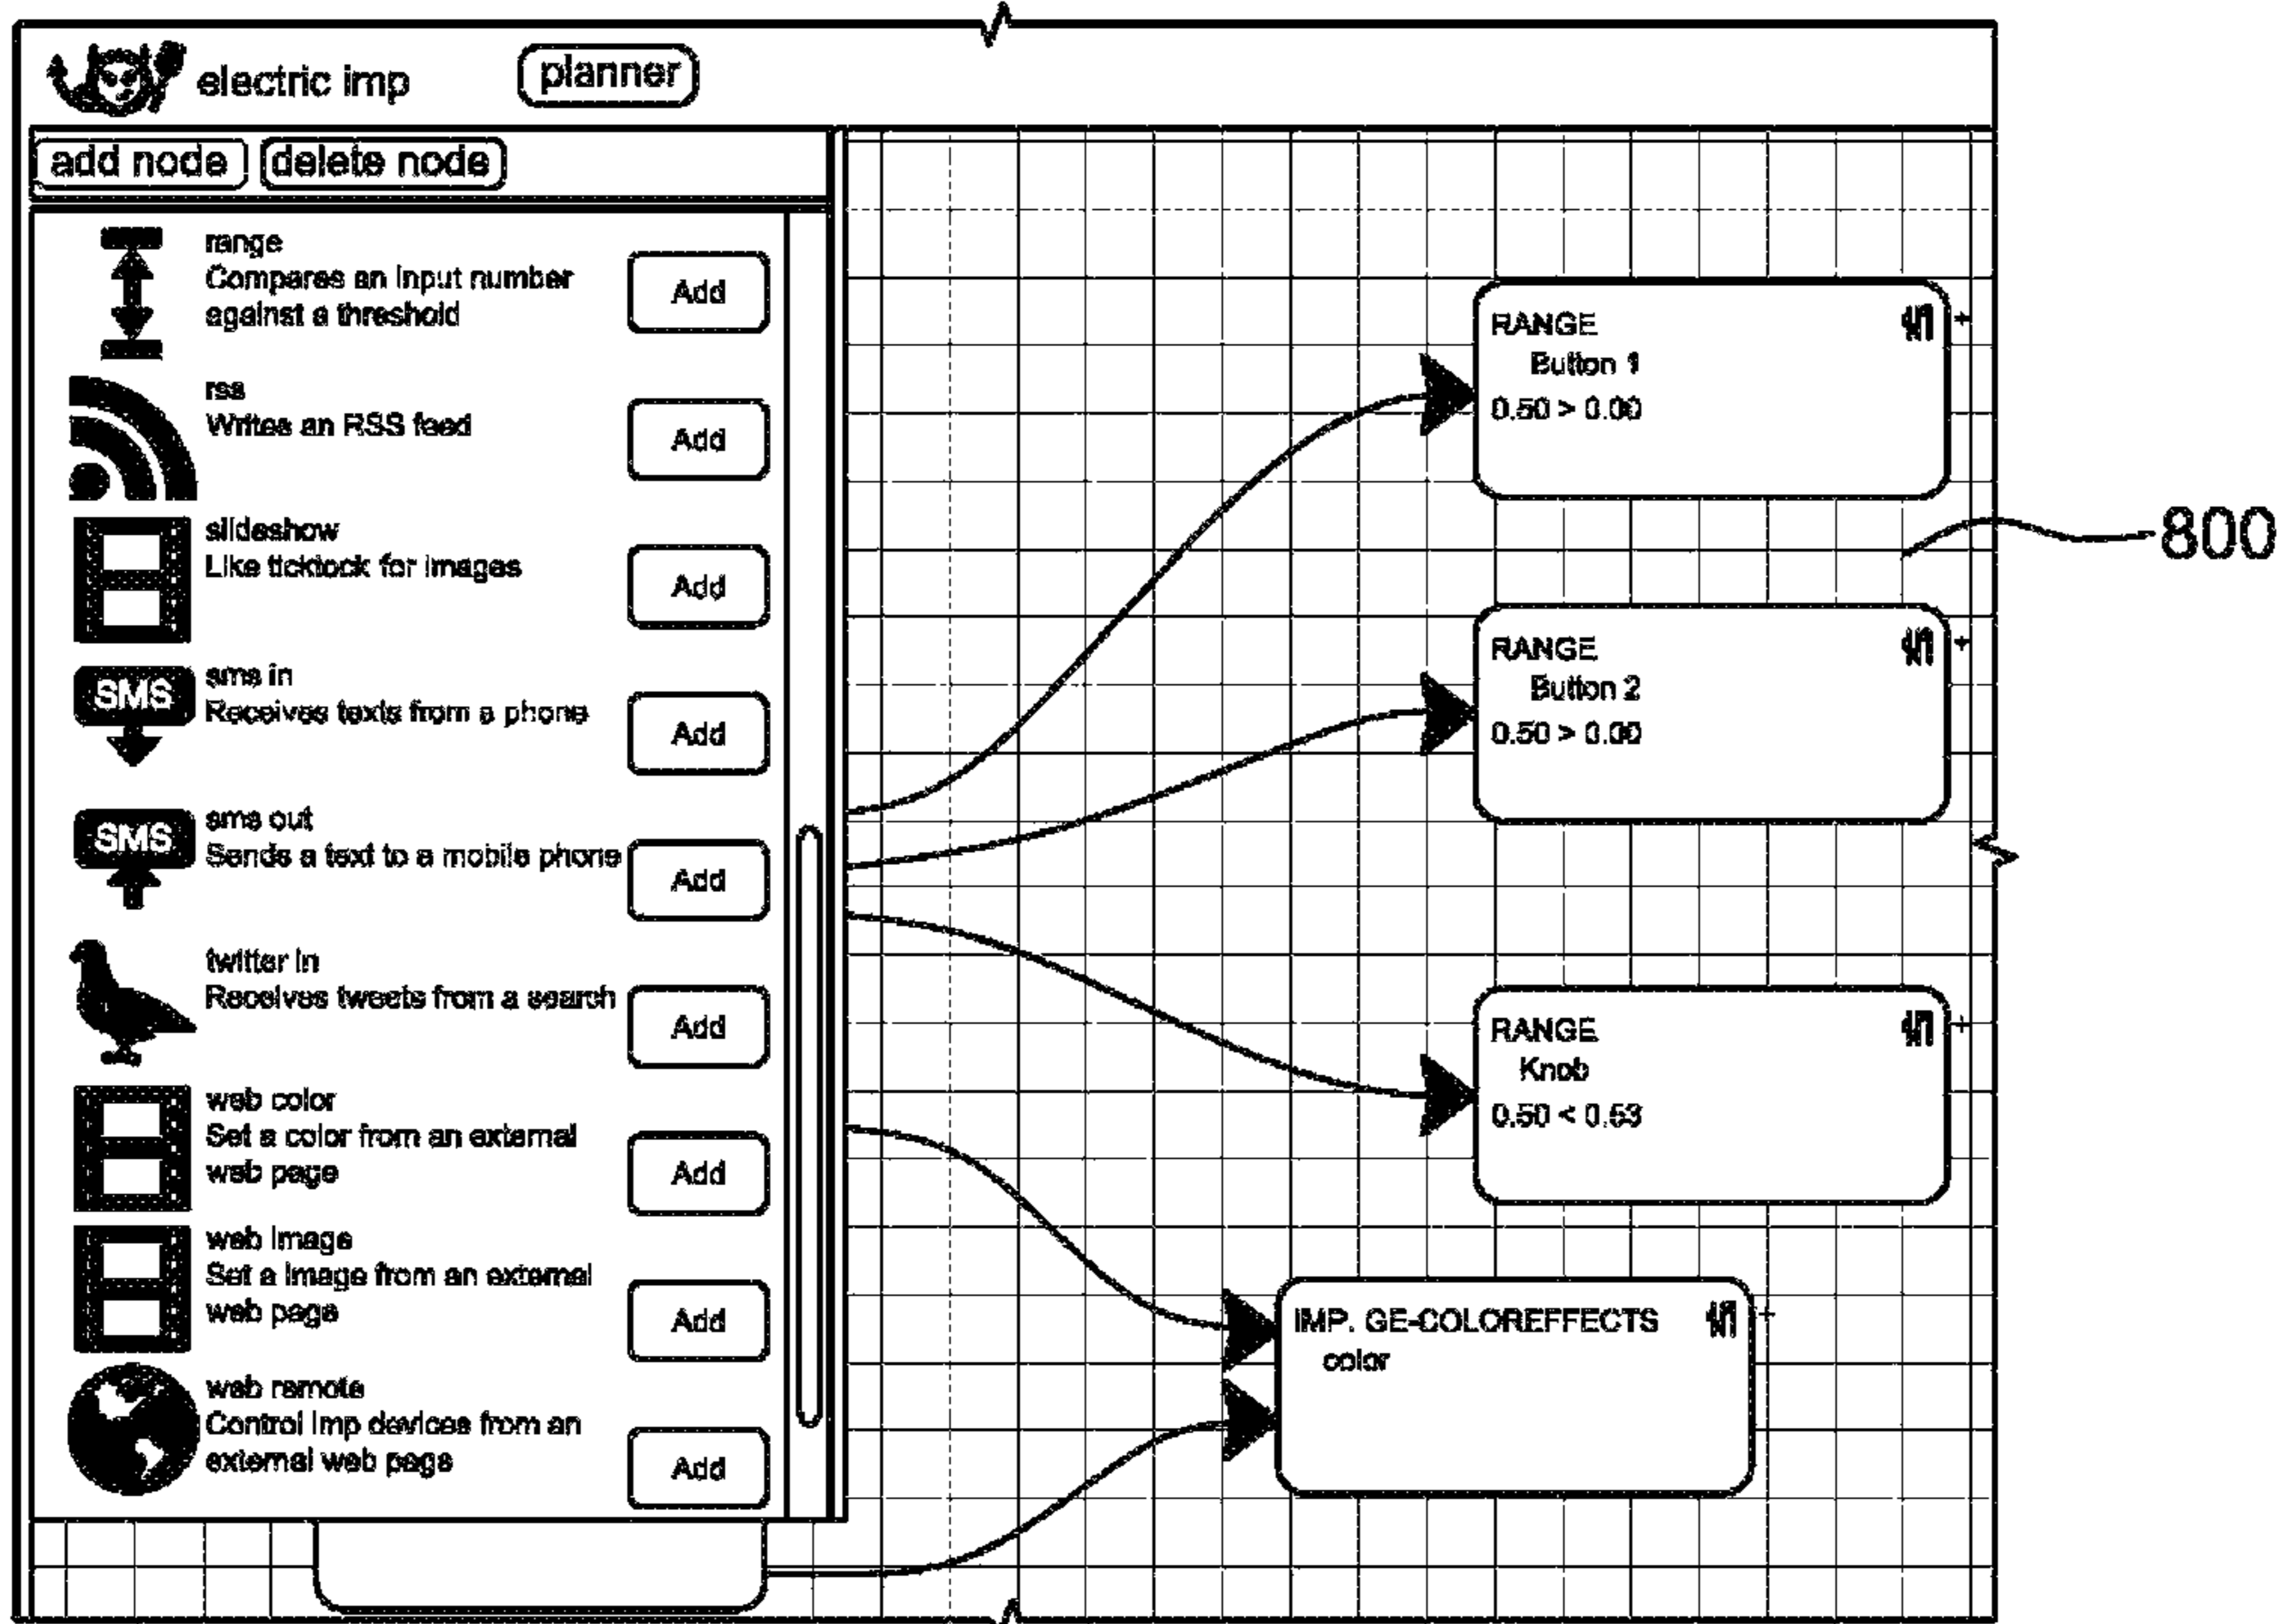 electric imp
planner
add node
delete node
range
Compares an input number
against a threshold
Add
rss
Writes an RSS feed
Add
slideshow
Like ticktock for images
Add
SMS
sms in
Receives texts from a phone
Add
SMS
sms out
Sends a text to a mobile phone
Add
twitter in
Receives tweets from a search
Add
web color
Set a color from an external
web page
Add
web image
Set a image from an external
web page
Add
web remote
Control imp devices from an
external web page
Add
RANGE
Button 1
0.50 > 0.00
RANGE
Button 2
0.50 > 0.00
RANGE
Knob
0.50 < 0.53
IMP. GE-COLOREFFECTS
color
800